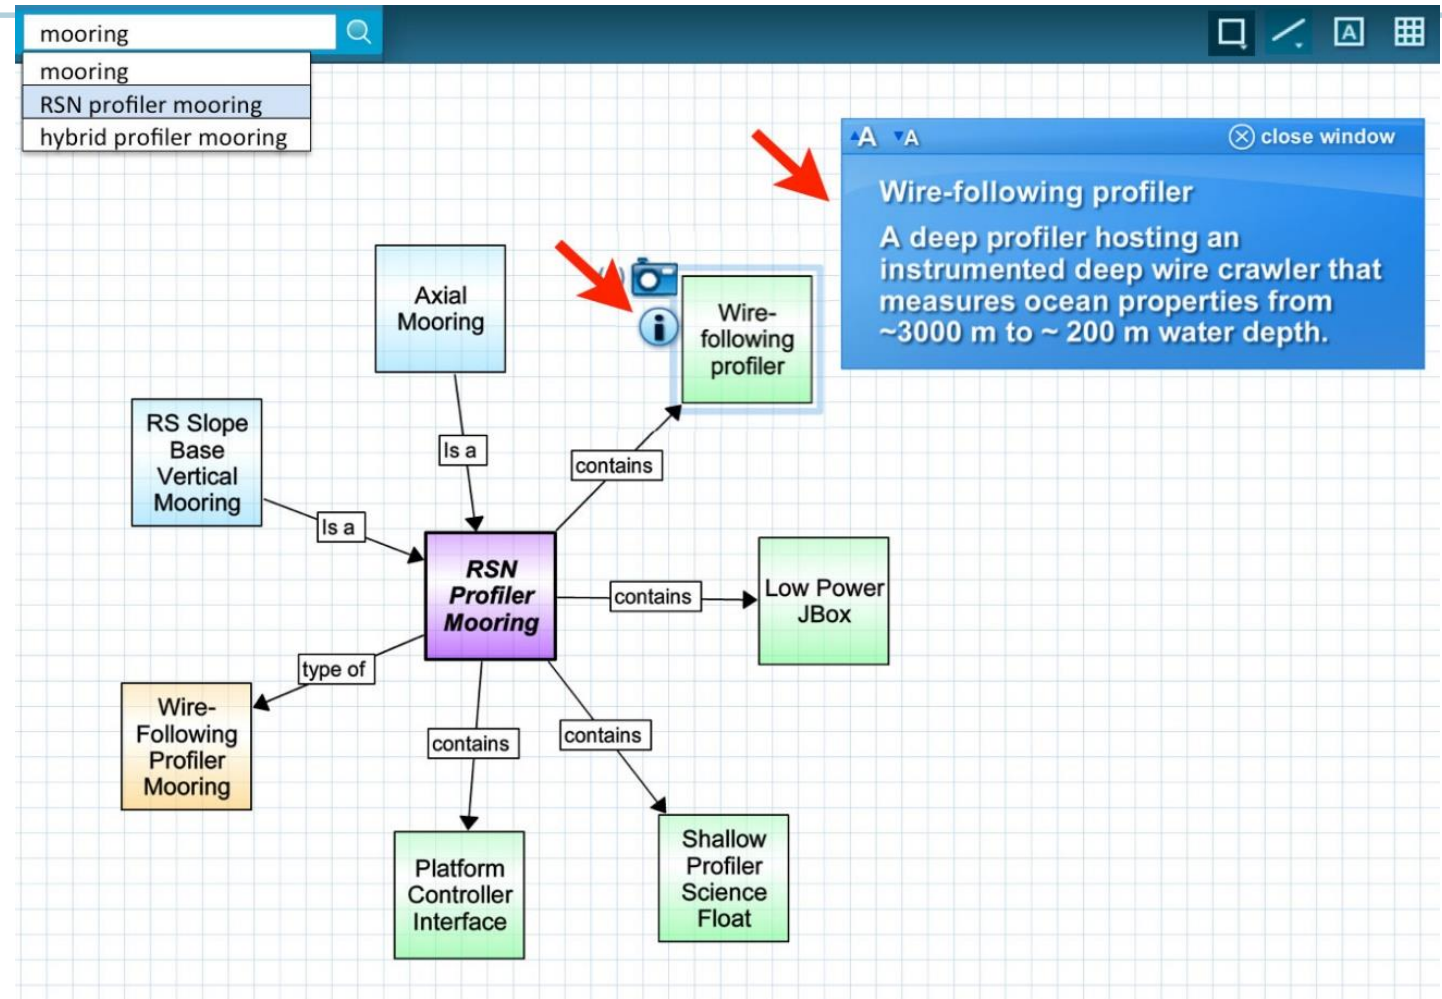 mooring
mooring
RSN profiler mooring
hybrid profiler mooring
A
A A
close window
Wire-following profiler
A deep profiler hosting an
instrumented deep wire crawler that
measures ocean properties from
~3000 m to ~ 200 m water depth.
Axial
Mooring
Wire-
following
profiler
RS Slope
Base
Vertical
Mooring
Is a
contains
Is a
RSN
Profiler
Mooring
contains
Low Power
JBox
type of
Wire-
Following
Profiler
Mooring
contains
contains
Platform
Controller
Interface
Shallow
Profiler
Science
Float